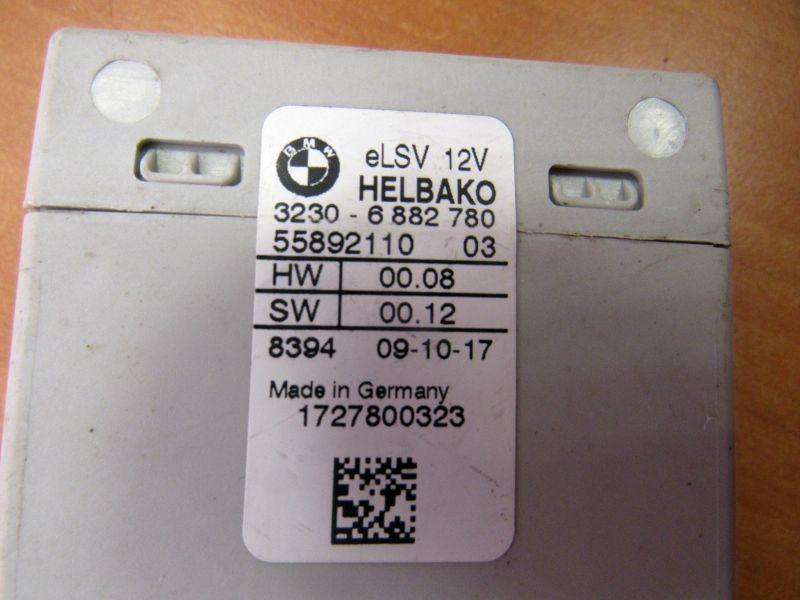 BMW
eLSV 12V
HELBAKO
3230 - 6 882 780
55892110 03
HW 00.08
SW 00.12
8394 09-10-17
Made in Germany
1727800323